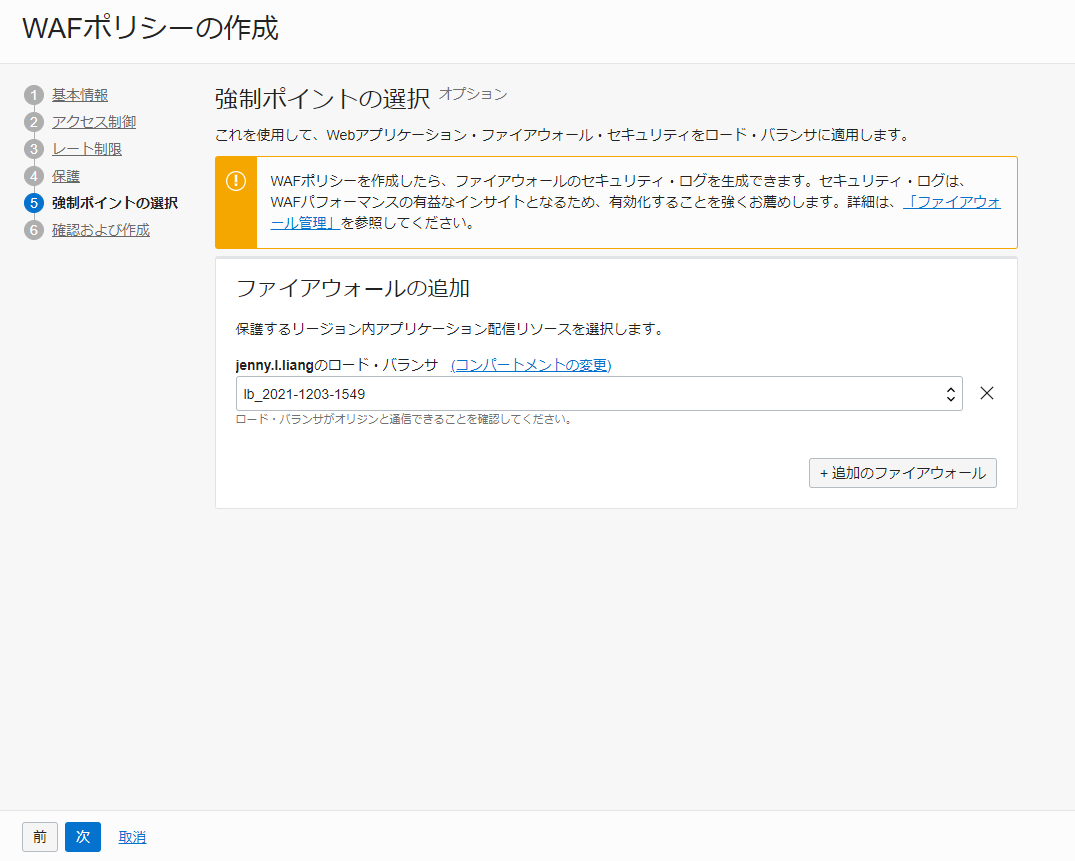 WAFポリシーの作成
1 基本情報
2 アクセス制御
3 レート制限
4 保護
5 強制ポイントの選択
6 確認および作成
強制ポイントの選択 オプション
これを使用して、Webアプリケーション・ファイアウォール・セキュリティをロード・バランサに適用します。
WAFポリシーを作成したら、ファイアウォールのセキュリティ・ログを生成できます。セキュリティ・ログは、
WAFパフォーマンスの有益なインサイトとなるため、有効化することを強くお薦めします。詳細は、「ファイアウォ
ール管理」を参照してください。
ファイアウォールの追加
保護するリージョン内アプリケーション配信リソースを選択します。
jenny.l.liangのロード・バランサ (コンパートメントの変更)
lb_2021-1203-1549
ロード・バランサがオリジンと通信できることを確認してください。
+ 追加のファイアウォール
前 次 取消